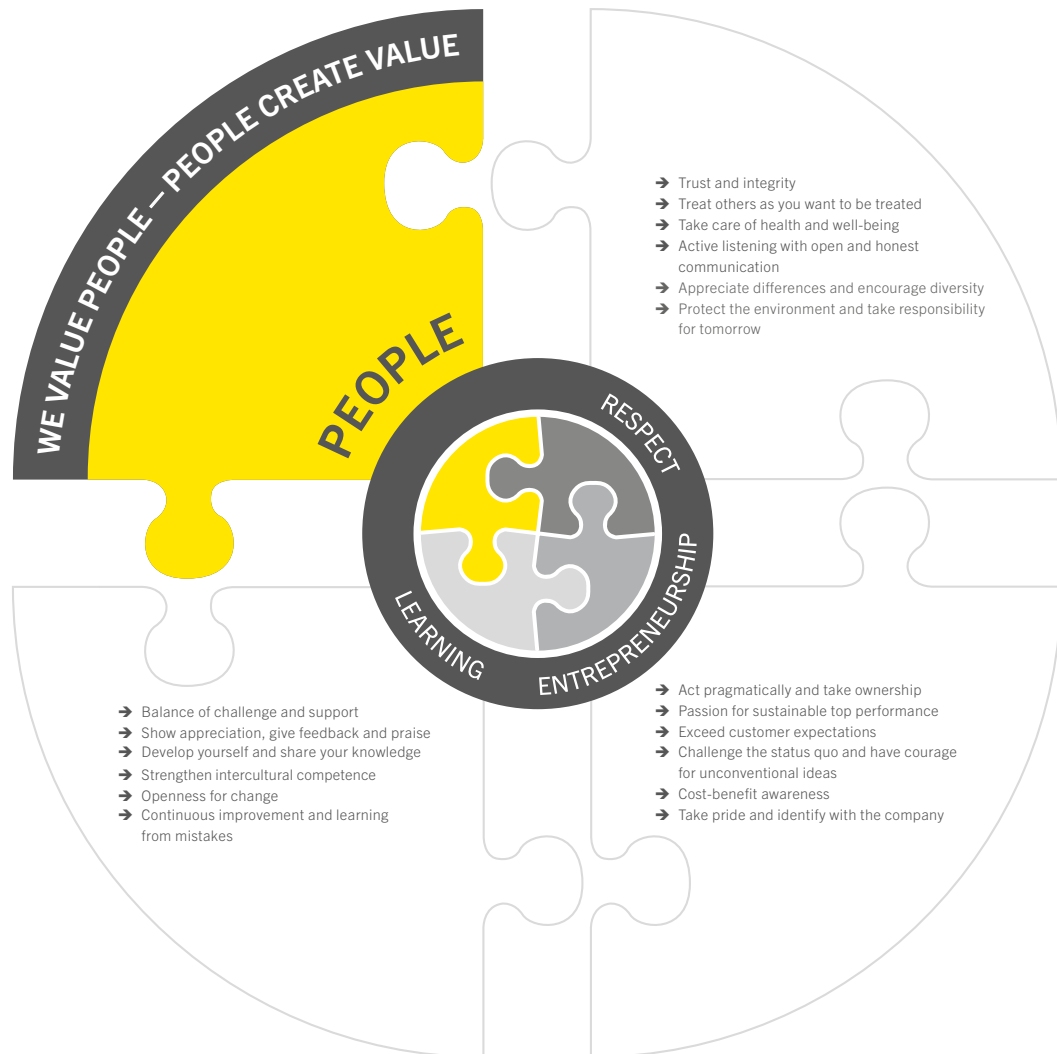 WE VALUE PEOPLE – PEOPLE CREATE VALUE
PEOPLE
➔ Trust and integrity
➔ Treat others as you want to be treated
➔ Take care of health and well-being
➔ Active listening with open and honest
communication
➔ Appreciate differences and encourage diversity
➔ Protect the environment and take responsibility
for tomorrow
RESPECT
LEARNING
ENTREPRENEURSHIP
➔ Balance of challenge and support
➔ Show appreciation, give feedback and praise
➔ Develop yourself and share your knowledge
➔ Strengthen intercultural competence
➔ Openness for change
➔ Continuous improvement and learning
from mistakes
➔ Act pragmatically and take ownership
➔ Passion for sustainable top performance
➔ Exceed customer expectations
➔ Challenge the status quo and have courage
for unconventional ideas
➔ Cost-benefit awareness
➔ Take pride and identify with the company